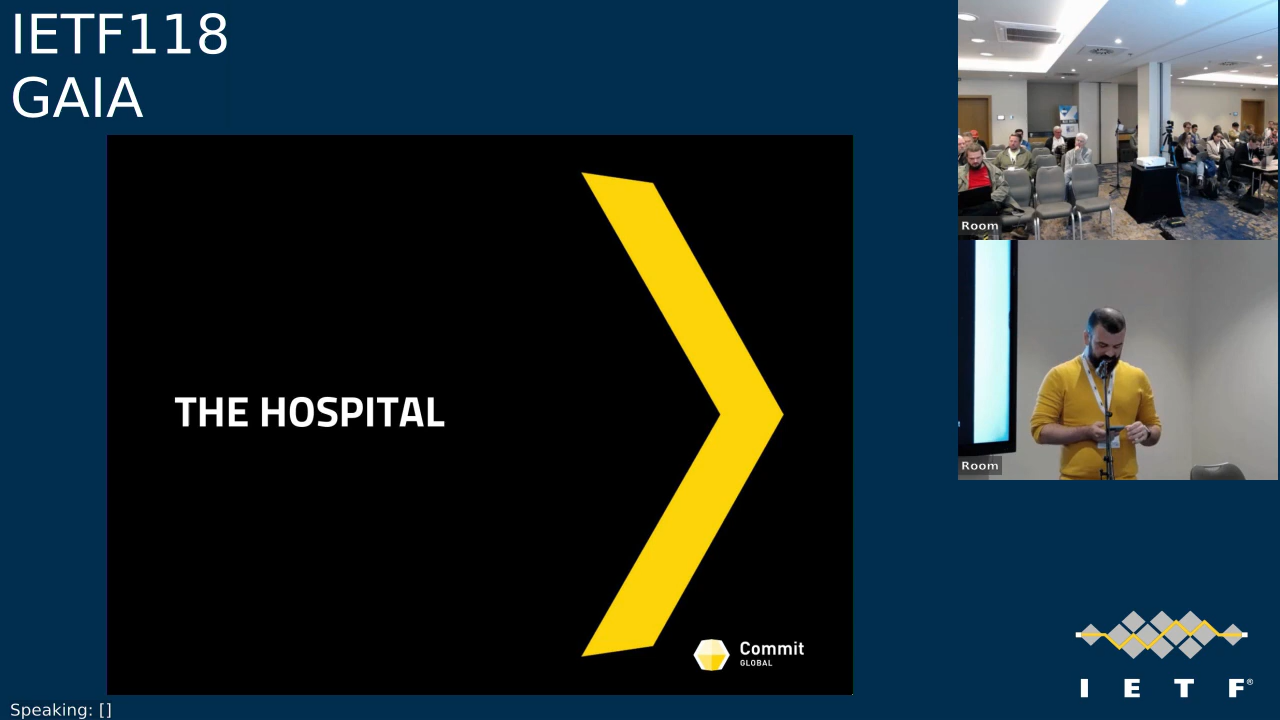 IETF118
GAIA
THE HOSPITAL
Commit
GLOBAL
Room
Room
I E T F®
Speaking: []